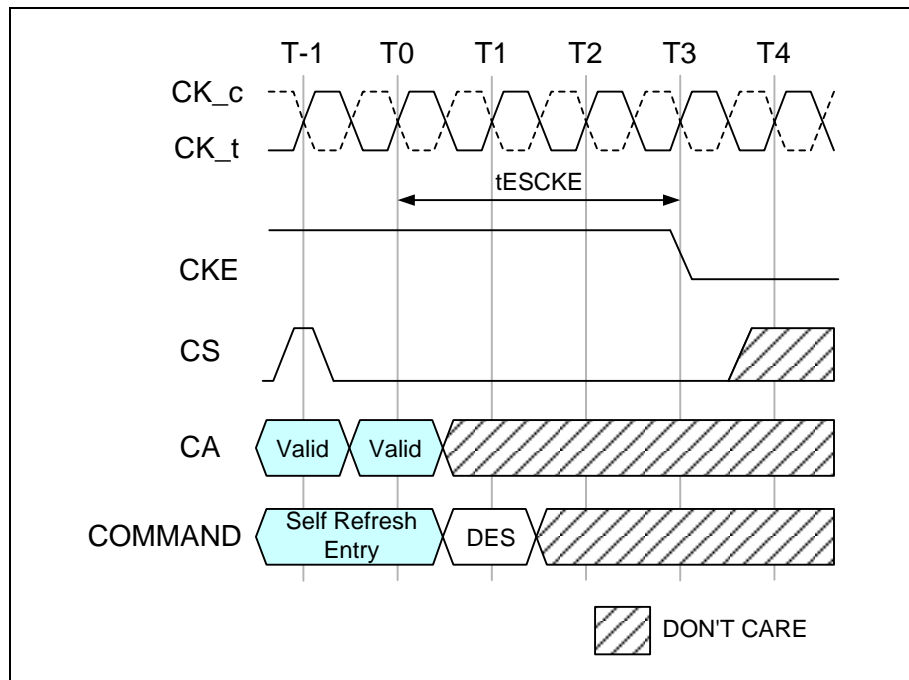 T-1 T0 T1 T2 T3 T4
CK_c
CK_t
tESCKE
CKE
CS
CA Valid Valid
COMMAND Self Refresh Entry DES
DON'T CARE